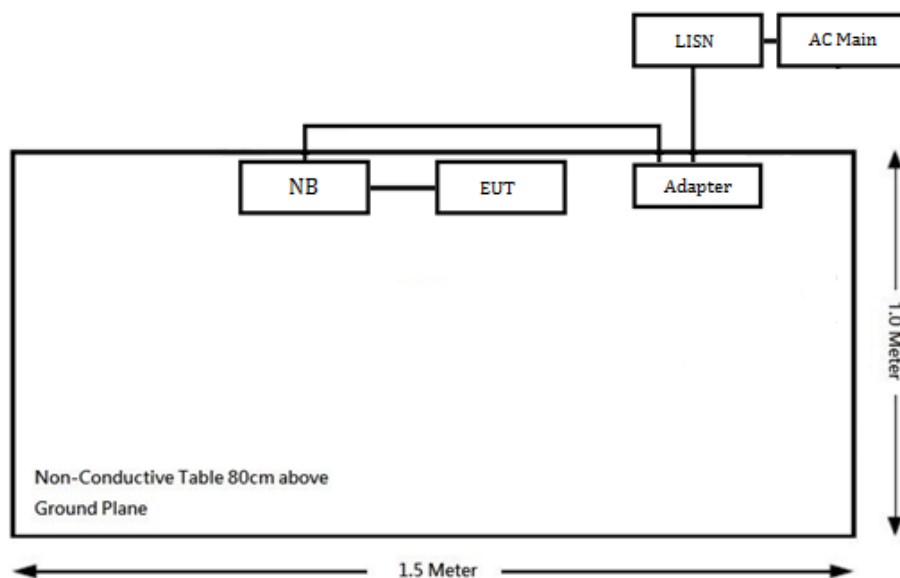 LISN
AC Main
NB
EUT
Adapter
1.0 Meter
Non-Conductive Table 80cm above
Ground Plane
1.5 Meter